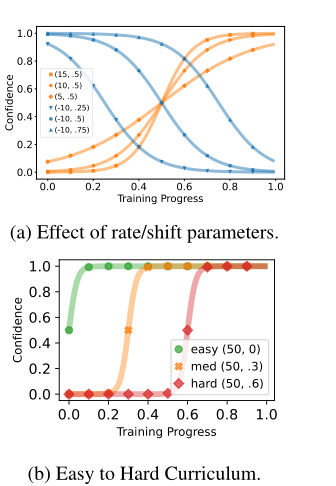 1.0
0.8
0.6
0.4
0.2
0.0
Confidence
(15, .5)
(10, .5)
(5, .5)
(-10, .25)
(-10, .5)
(-10, .75)
0.0 0.2 0.4 0.6 0.8 1.0
Training Progress
(a) Effect of rate/shift parameters.
1.0
0.8
0.6
0.4
0.2
0.0
Confidence
easy (50, 0)
med (50, .3)
hard (50, .6)
0.0 0.2 0.4 0.6 0.8 1.0
Training Progress
(b) Easy to Hard Curriculum.